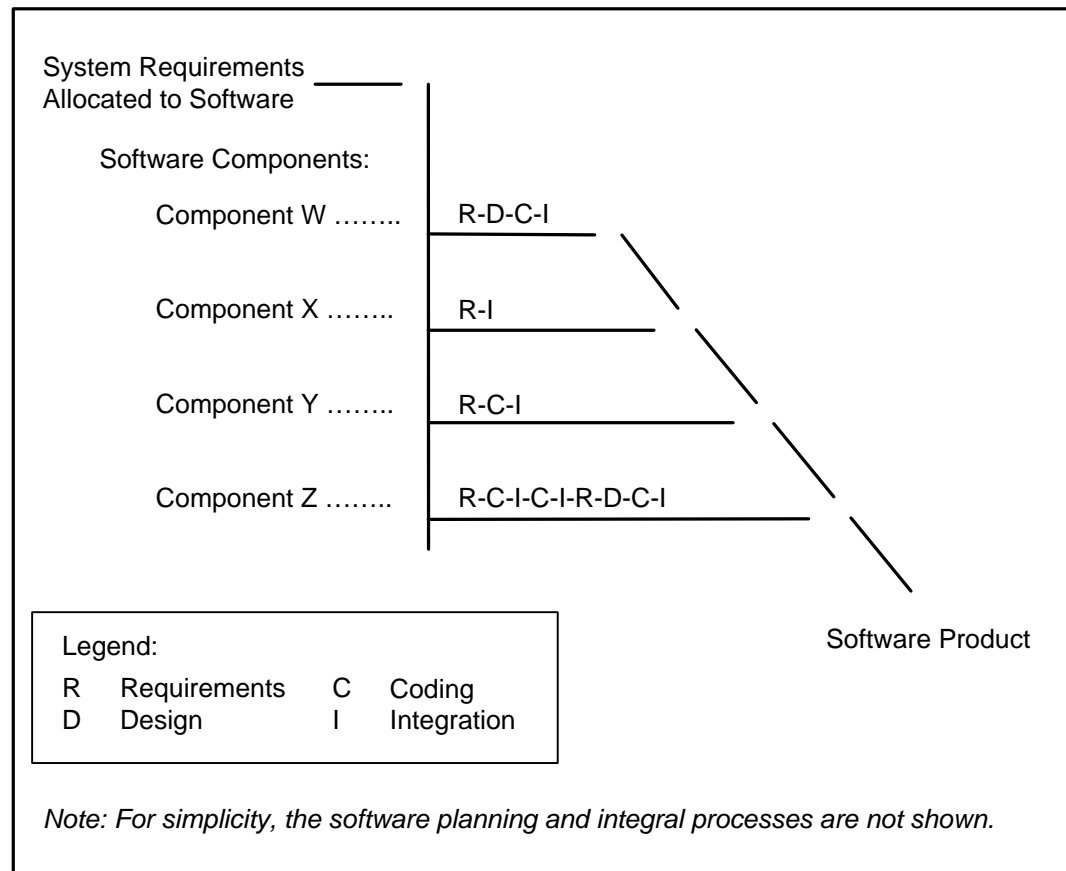 System Requirements
Allocated to Software
Software Components:
Component W ……..
R-D-C-I
Component X ……..
R-I
Component Y ……..
R-C-I
Component Z ……..
R-C-I-C-I-R-D-C-I
Software Product
Legend:
R Requirements C Coding
D Design I Integration
Note: For simplicity, the software planning and integral processes are not shown.